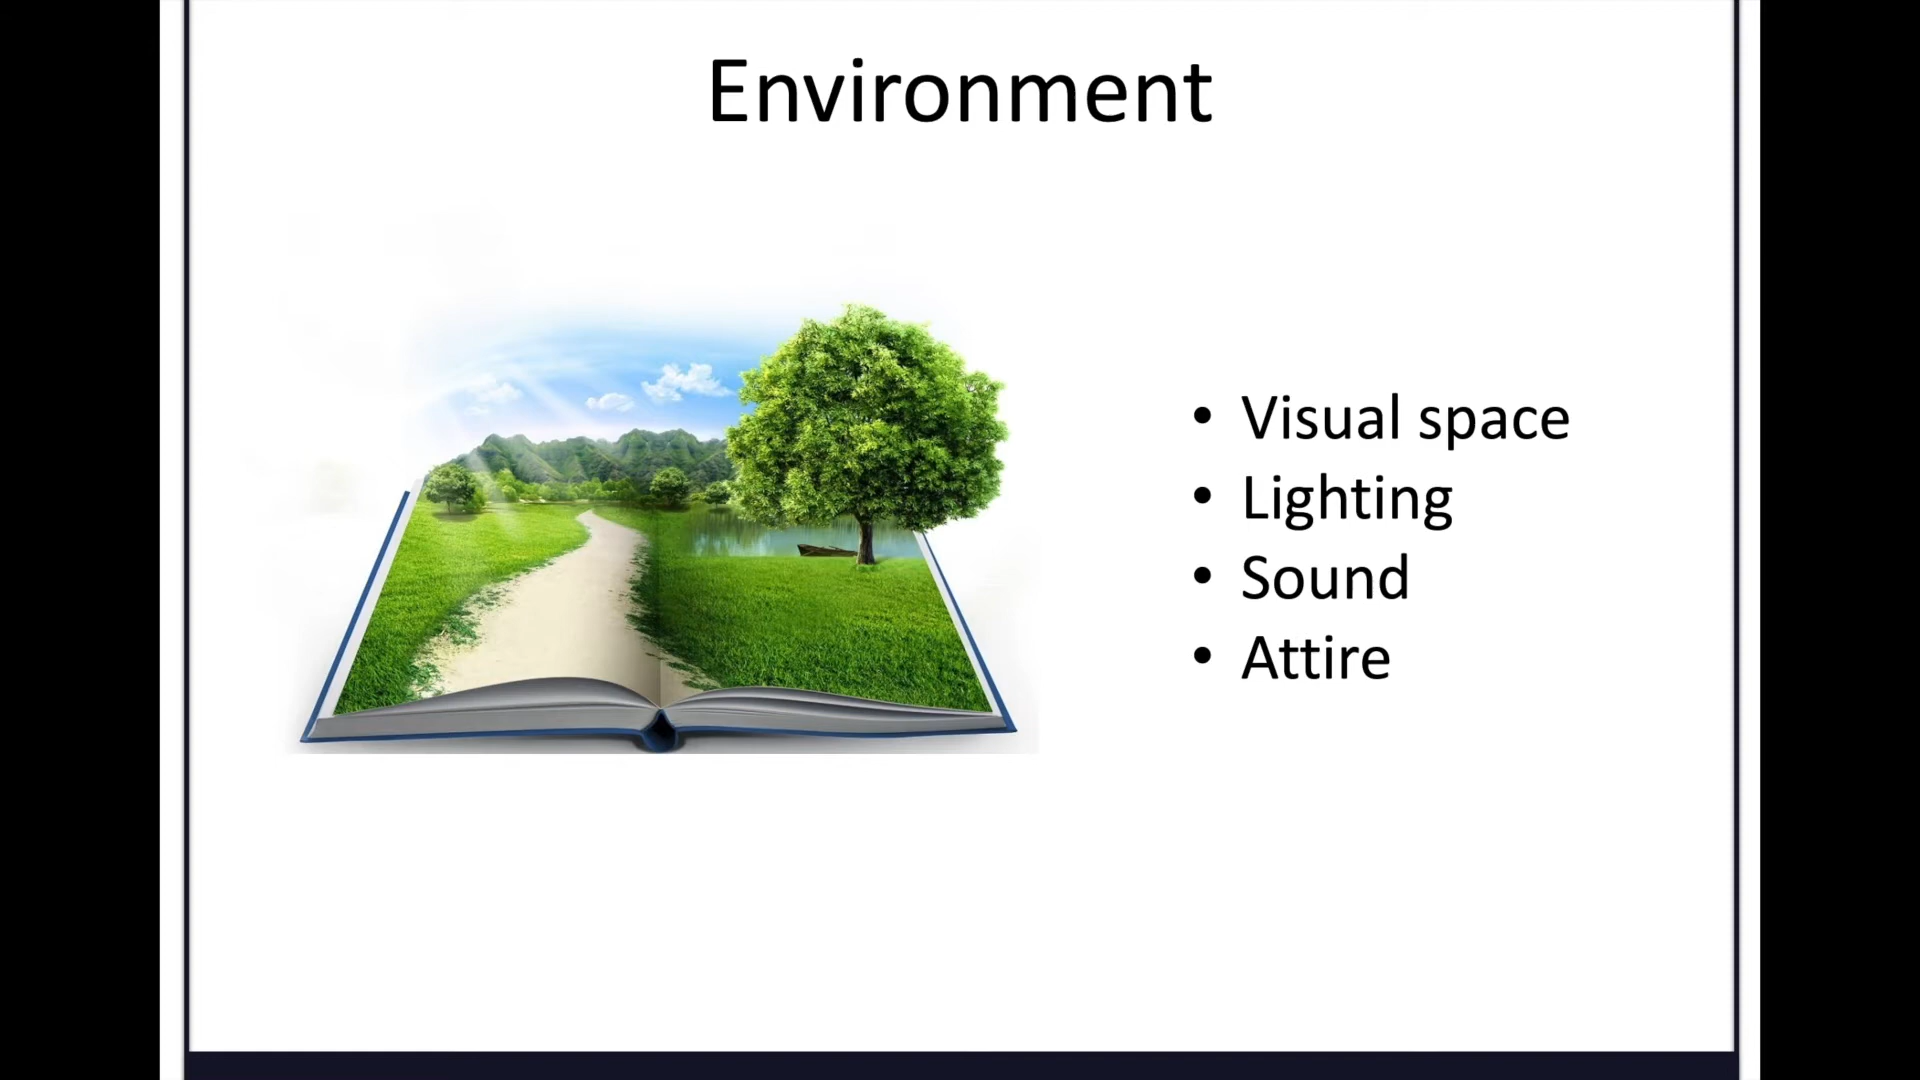 Environment
• Visual space
• Lighting
• Sound
• Attire